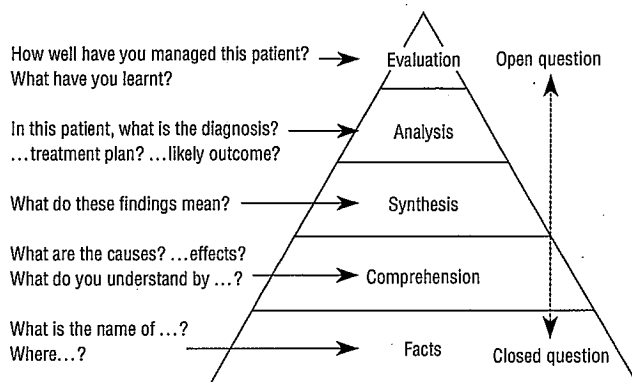 How well have you managed this patient?
What have you learnt?
Evaluation
Open question
In this patient, what is the diagnosis?
...treatment plan? ...likely outcome?
Analysis
What do these findings mean?
Synthesis
What are the causes? ...effects?
What do you understand by ...?
Comprehension
What is the name of ...?
Where...?
Facts
Closed question